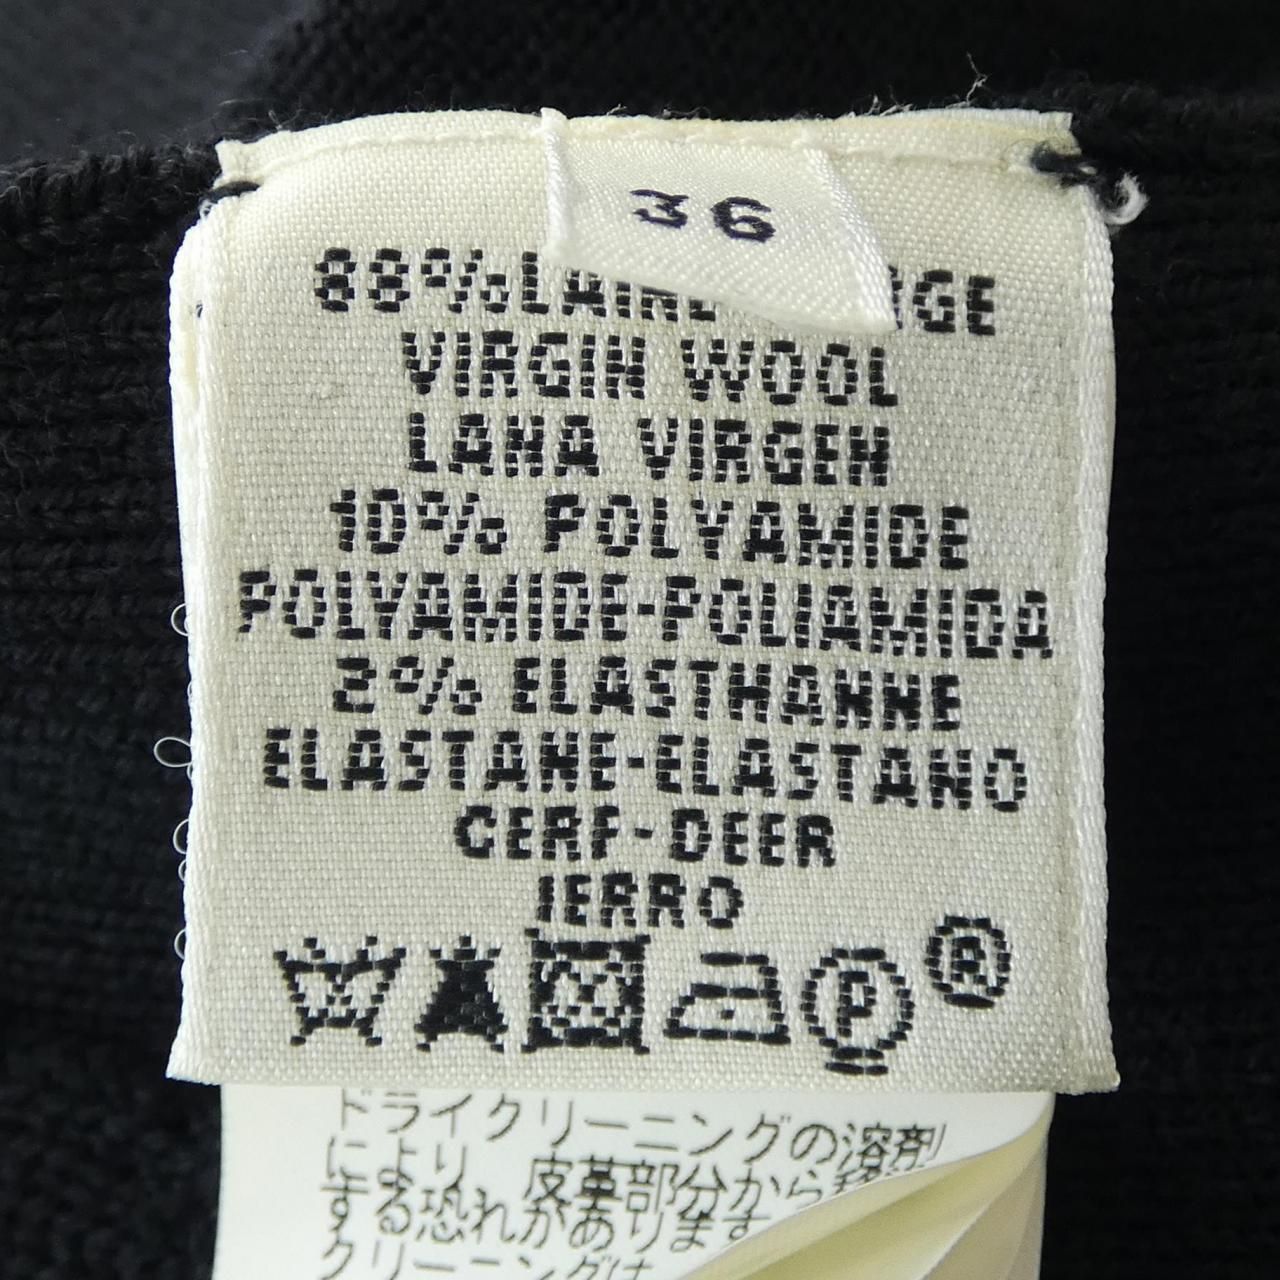 36
88% LAINE
VIRGIN WOOL
LANA VIRGEN
10% POLYAMIDE
POLYAMIDE-POLIAMIDA
2% ELASTHANNE
ELASTANE-ELASTANO
CERF-DEER
IERRO
P ®
ドライクリーニングの溶剤
により、皮革部分から
する恐れがあります
クリーニングは